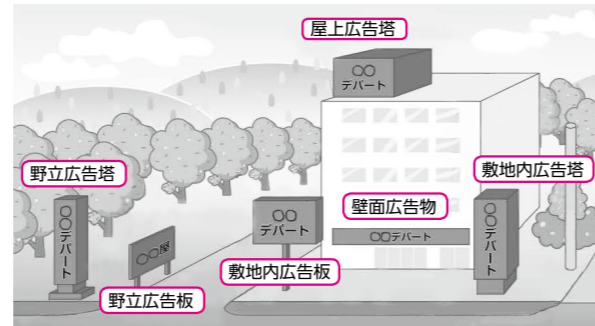 屋上広告塔
○○
デパート
野立広告塔
○○デパート
○○屋
野立広告板
○○
デパート
敷地内広告板
壁面広告物
○○デパート
敷地内広告塔
○○デパート